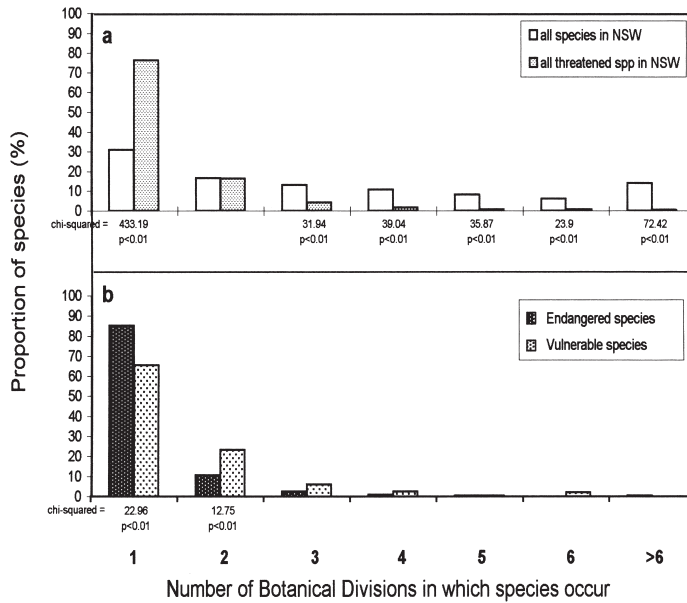 Proportion of species (%)
a
all species in NSW
all threatened spp in NSW
100
90
80
70
60
50
40
30
20
10
0
chi-squared = 433.19 31.94 39.04 35.87 23.9 72.42
p<0.01 p<0.01 p<0.01 p<0.01 p<0.01 p<0.01
b
Endangered species
Vulnerable species
100
90
80
70
60
50
40
30
20
10
0
chi-squared = 22.96 12.75
p<0.01 p<0.01
1 2 3 4 5 6 >6
Number of Botanical Divisions in which species occur